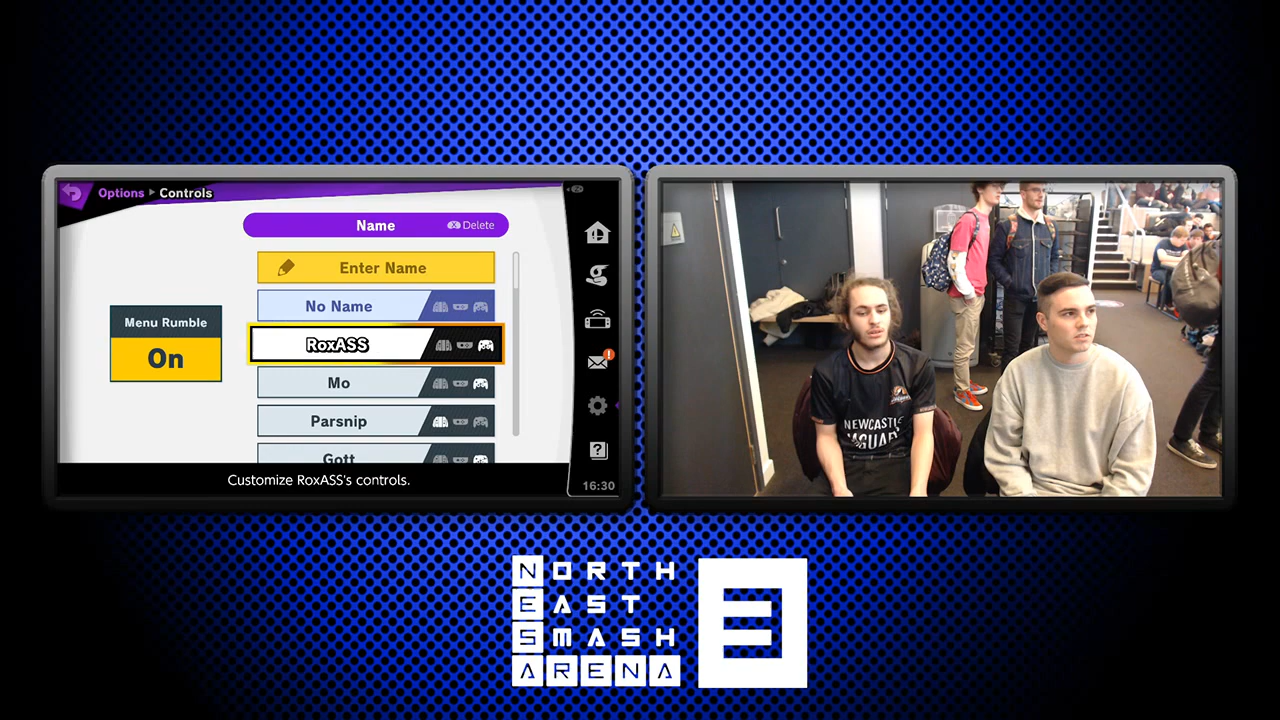 Options ▸ Controls
Name
Delete
Enter Name
No Name
RoxASS
Mo
Parsnip
Gott
Menu Rumble
On
Customize RoxASS's controls.
16:30
NEWCASTLE
JAGUARS
NORTH
EAST
SMASH
ARENA
3